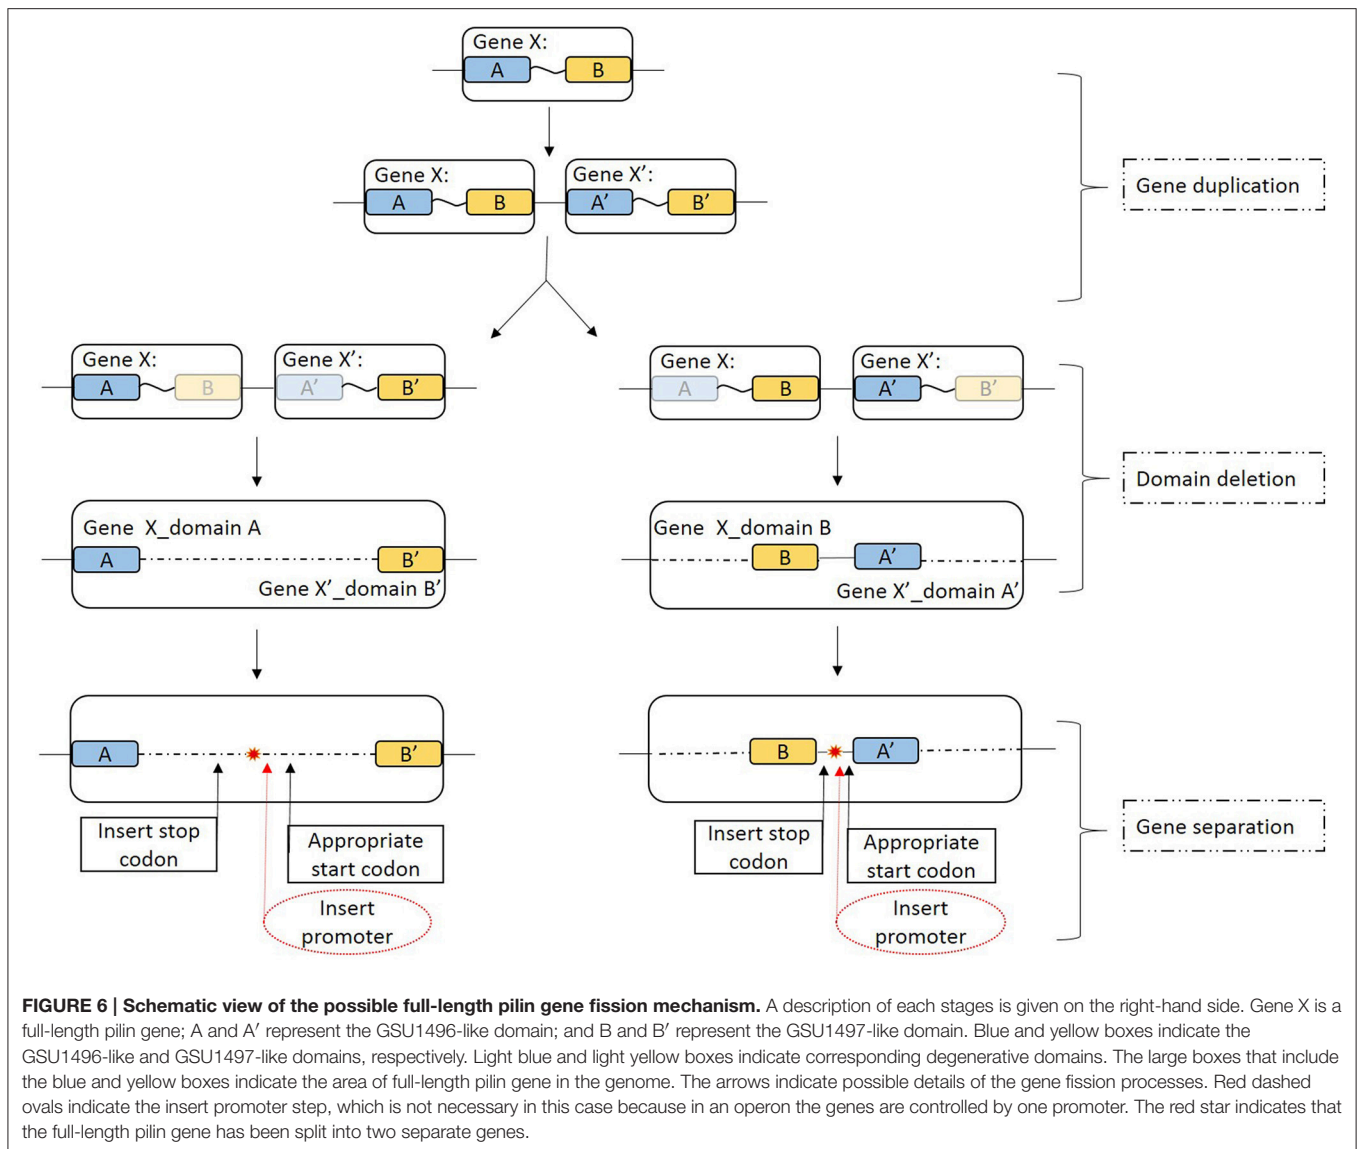 Gene X:
A B
Gene X: Gene X′:
A B A′ B′
Gene duplication
Gene X: Gene X′:
A B A′ B′
Gene X: Gene X′:
A B A′ B′
Domain deletion
Gene X_domain A
A B′
Gene X′_domain B′
Gene X_domain B
B A′
Gene X′_domain A′
A B′
Insert stop
codon
Appropriate
start codon
Insert
promoter
B A′
Insert stop
codon
Appropriate
start codon
Insert
promoter
Gene separation
FIGURE 6 | Schematic view of the possible full-length pilin gene fission mechanism. A description of each stages is given on the right-hand side. Gene X is a
full-length pilin gene; A and A′ represent the GSU1496-like domain; and B and B′ represent the GSU1497-like domain. Blue and yellow boxes indicate the
GSU1496-like and GSU1497-like domains, respectively. Light blue and light yellow boxes indicate corresponding degenerative domains. The large boxes that include
the blue and yellow boxes indicate the area of full-length pilin gene in the genome. The arrows indicate possible details of the gene fission processes. Red dashed
ovals indicate the insert promoter step, which is not necessary in this case because in an operon the genes are controlled by one promoter. The red star indicates that
the full-length pilin gene has been split into two separate genes.